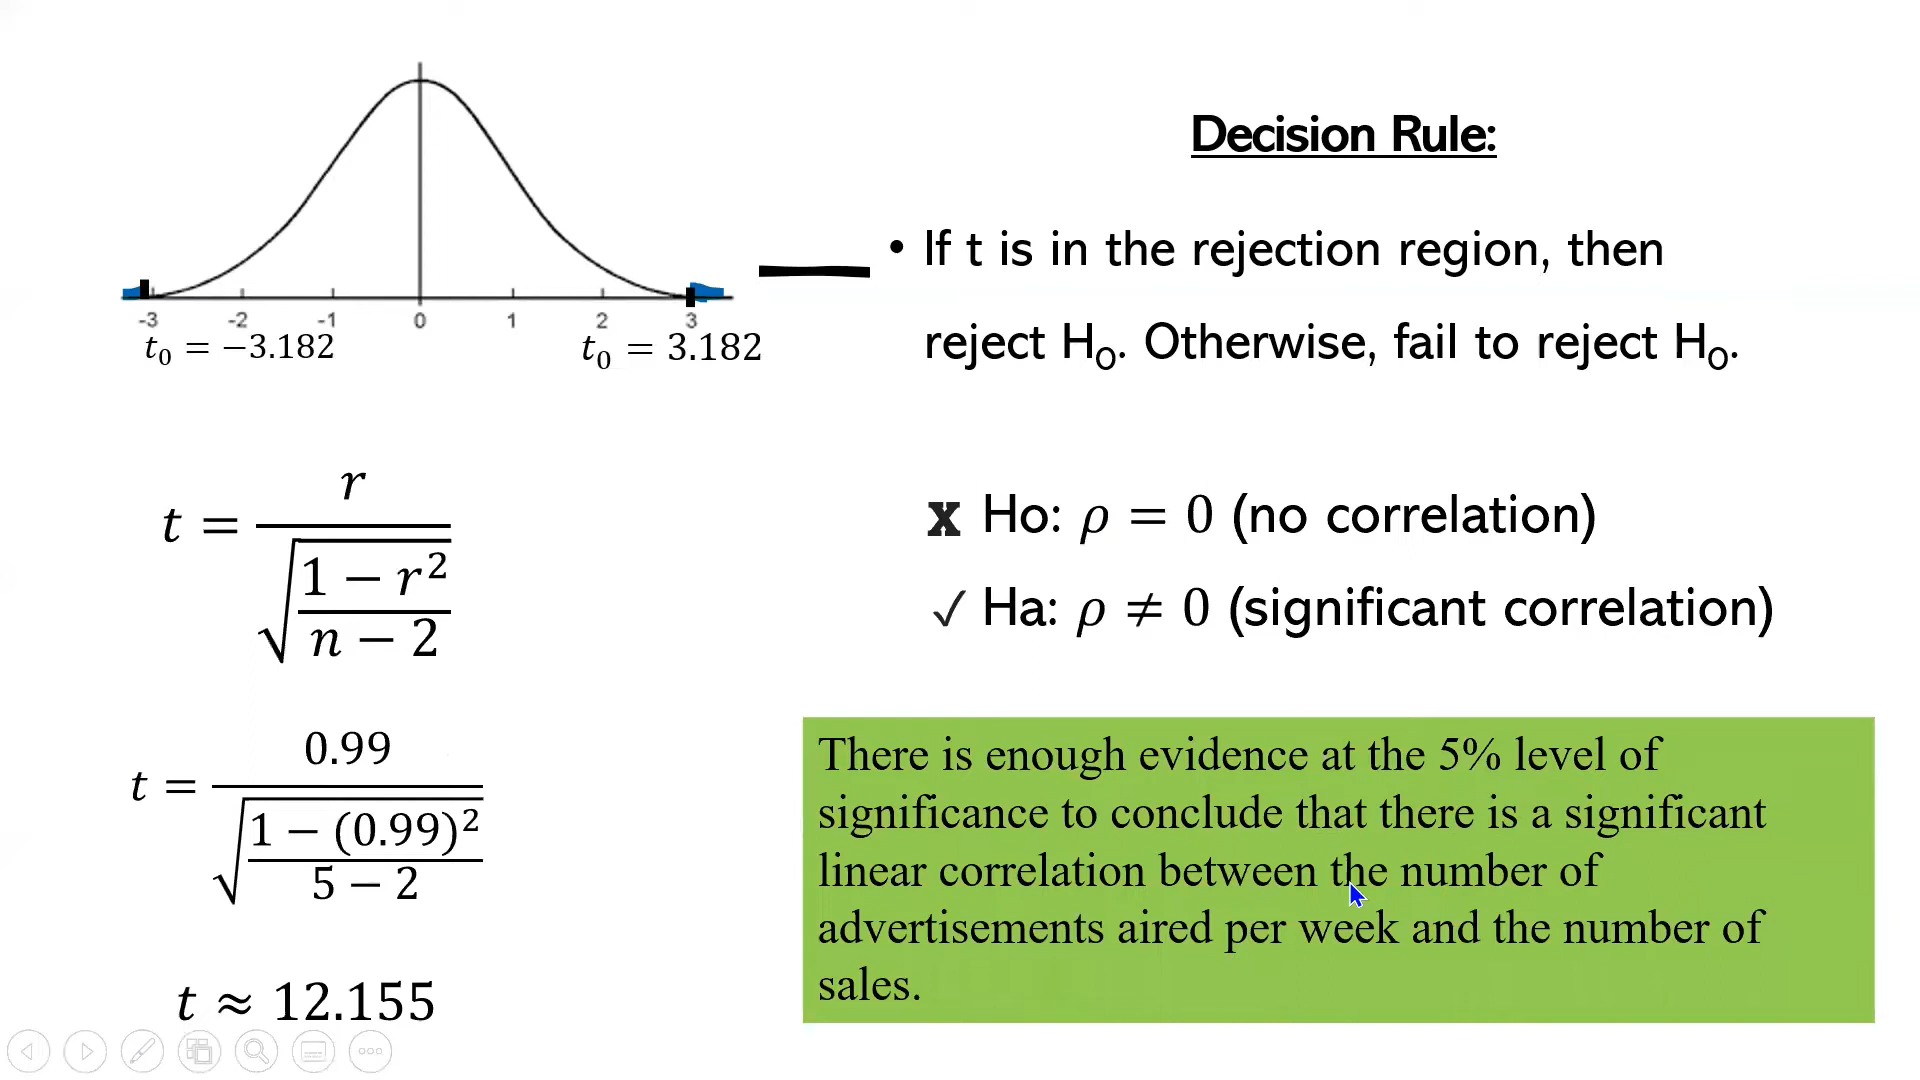 -3 -2 -1 0 1 2 3
t₀ = −3.182 t₀ = 3.182
t = r / √((1 − r²) / (n − 2))
t = 0.99 / √((1 − (0.99)²) / (5 − 2))
t ≈ 12.155
Decision Rule:
• If t is in the rejection region, then
reject H₀. Otherwise, fail to reject H₀.
x Ho: ρ = 0 (no correlation)
✓ Ha: ρ ≠ 0 (significant correlation)
There is enough evidence at the 5% level of
significance to conclude that there is a significant
linear correlation between the number of
advertisements aired per week and the number of
sales.